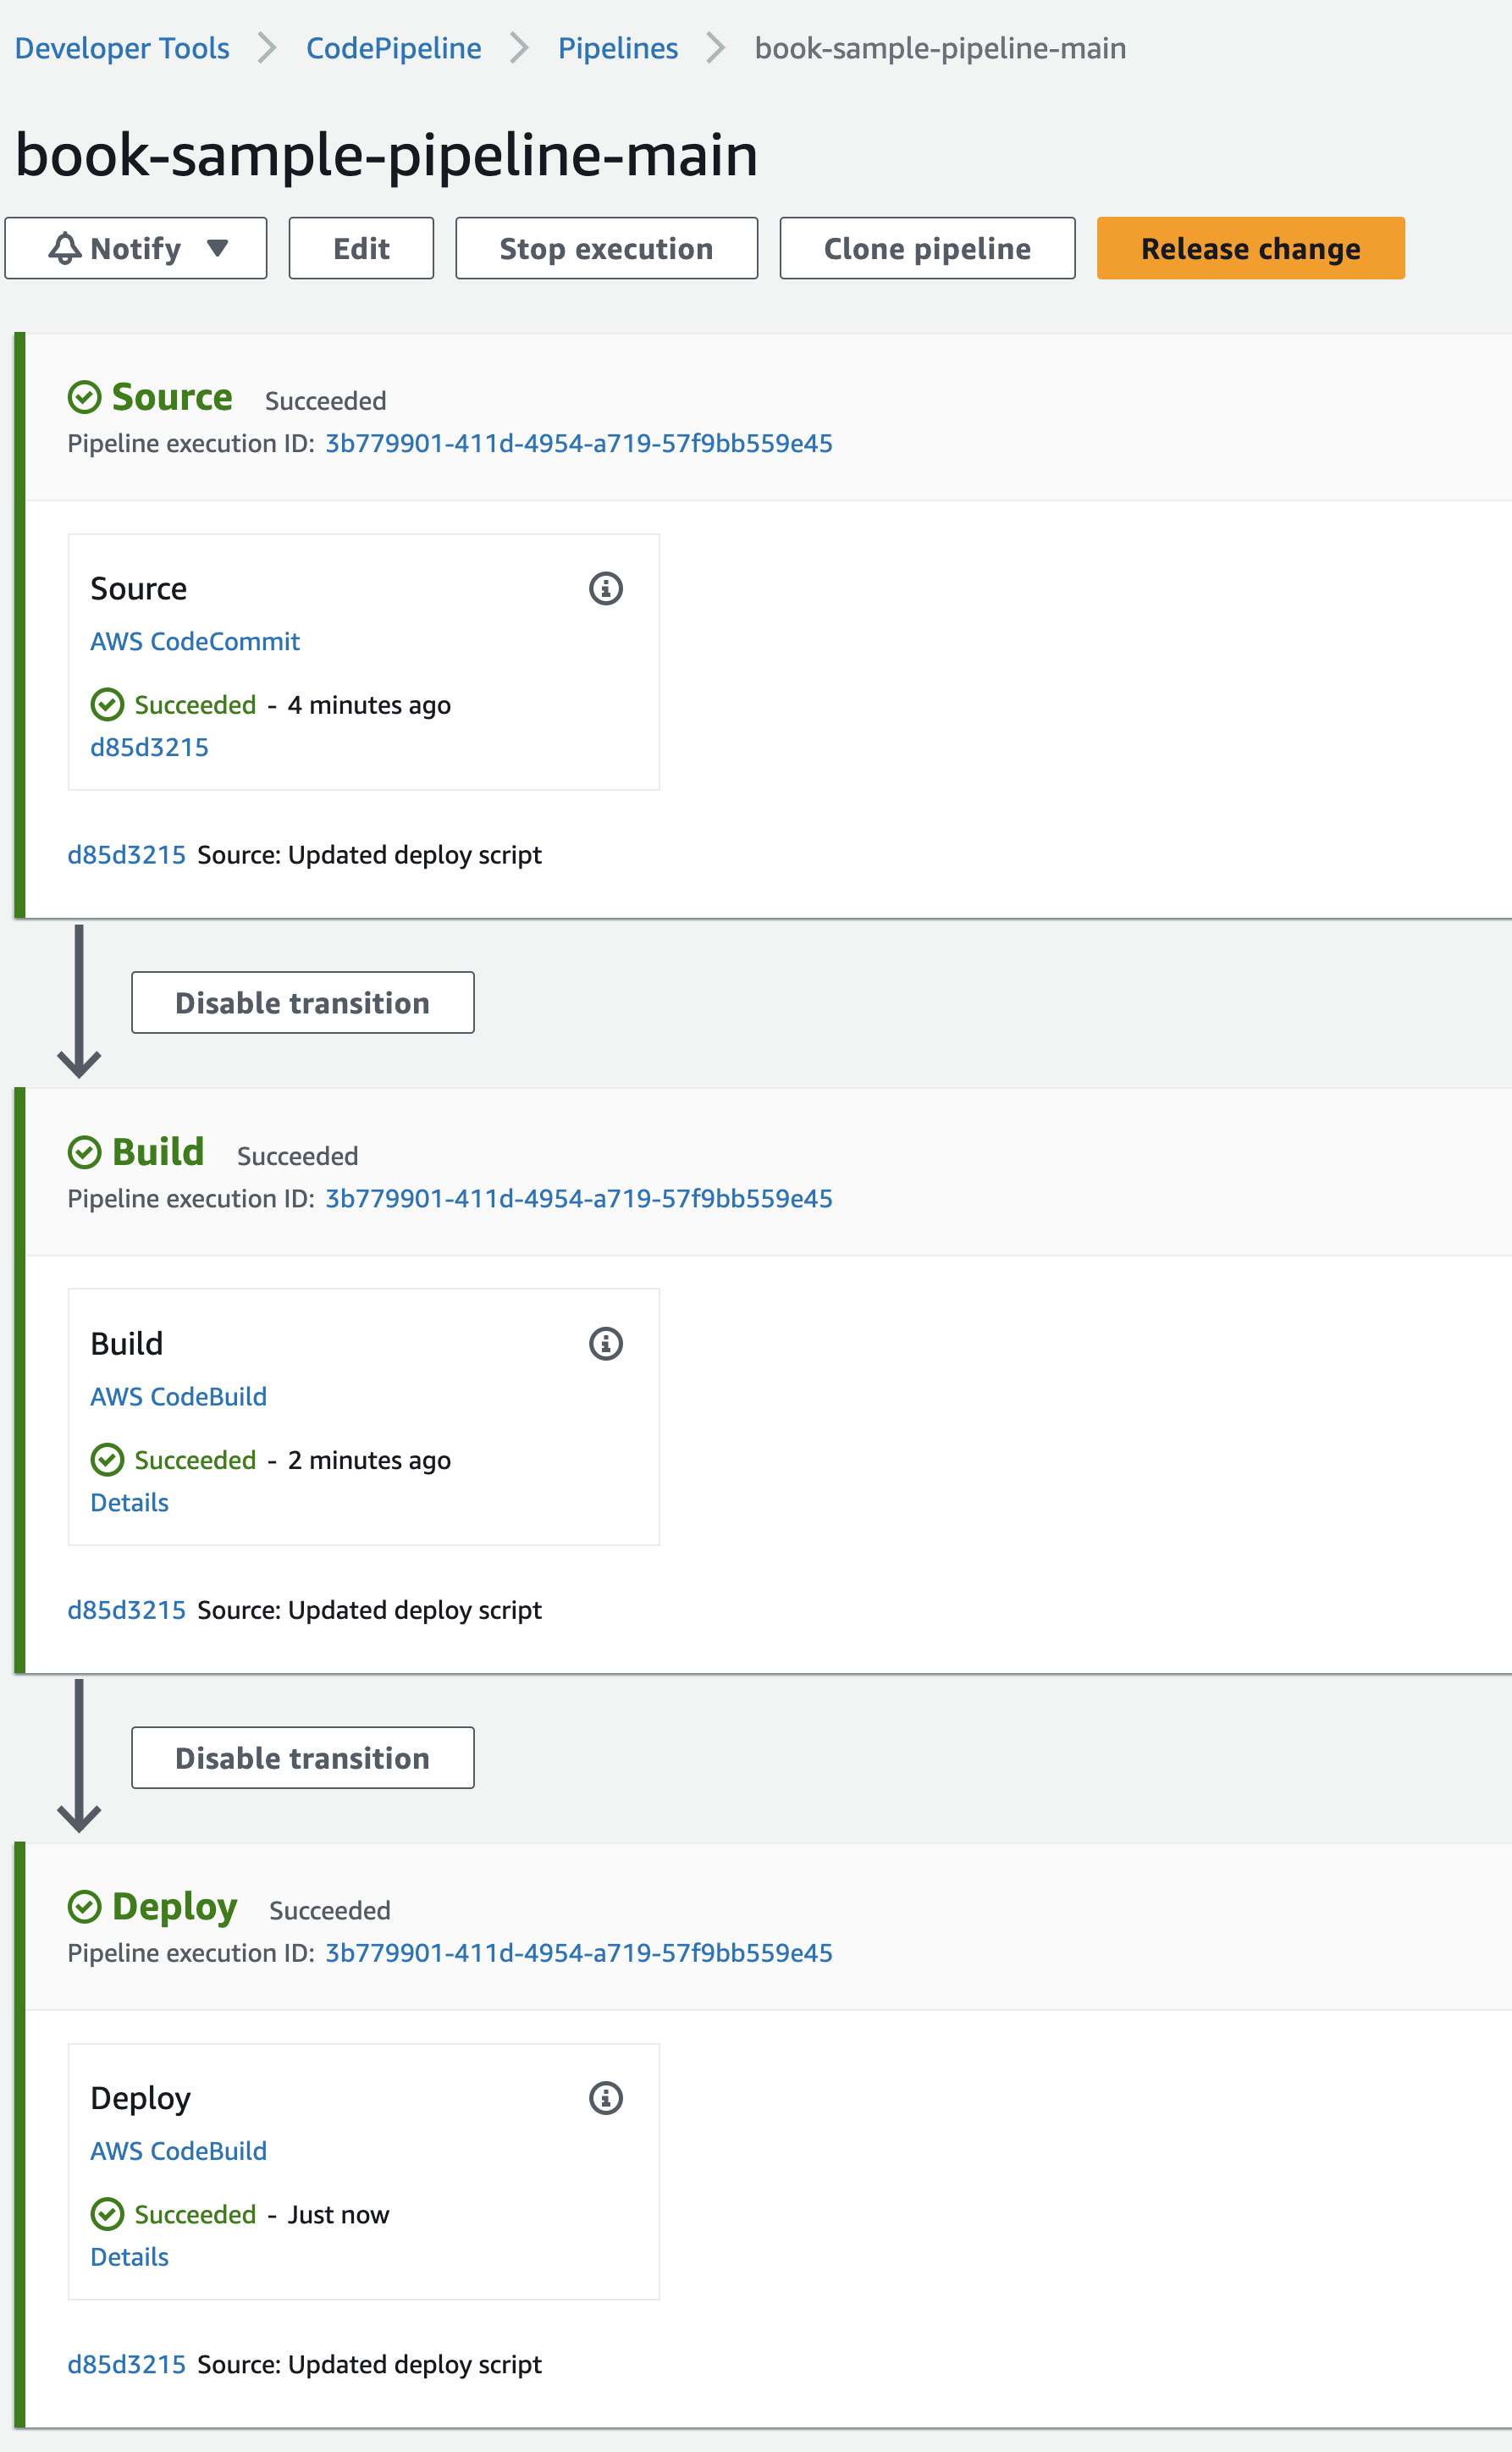 Developer Tools > CodePipeline > Pipelines > book-sample-pipeline-main
book-sample-pipeline-main
Notify Edit Stop execution Clone pipeline Release change
Source Succeeded
Pipeline execution ID: 3b779901-411d-4954-a719-57f9bb559e45
Source
AWS CodeCommit
Succeeded - 4 minutes ago
d85d3215
d85d3215 Source: Updated deploy script
Disable transition
Build Succeeded
Pipeline execution ID: 3b779901-411d-4954-a719-57f9bb559e45
Build
AWS CodeBuild
Succeeded - 2 minutes ago
Details
d85d3215 Source: Updated deploy script
Disable transition
Deploy Succeeded
Pipeline execution ID: 3b779901-411d-4954-a719-57f9bb559e45
Deploy
AWS CodeBuild
Succeeded - Just now
Details
d85d3215 Source: Updated deploy script